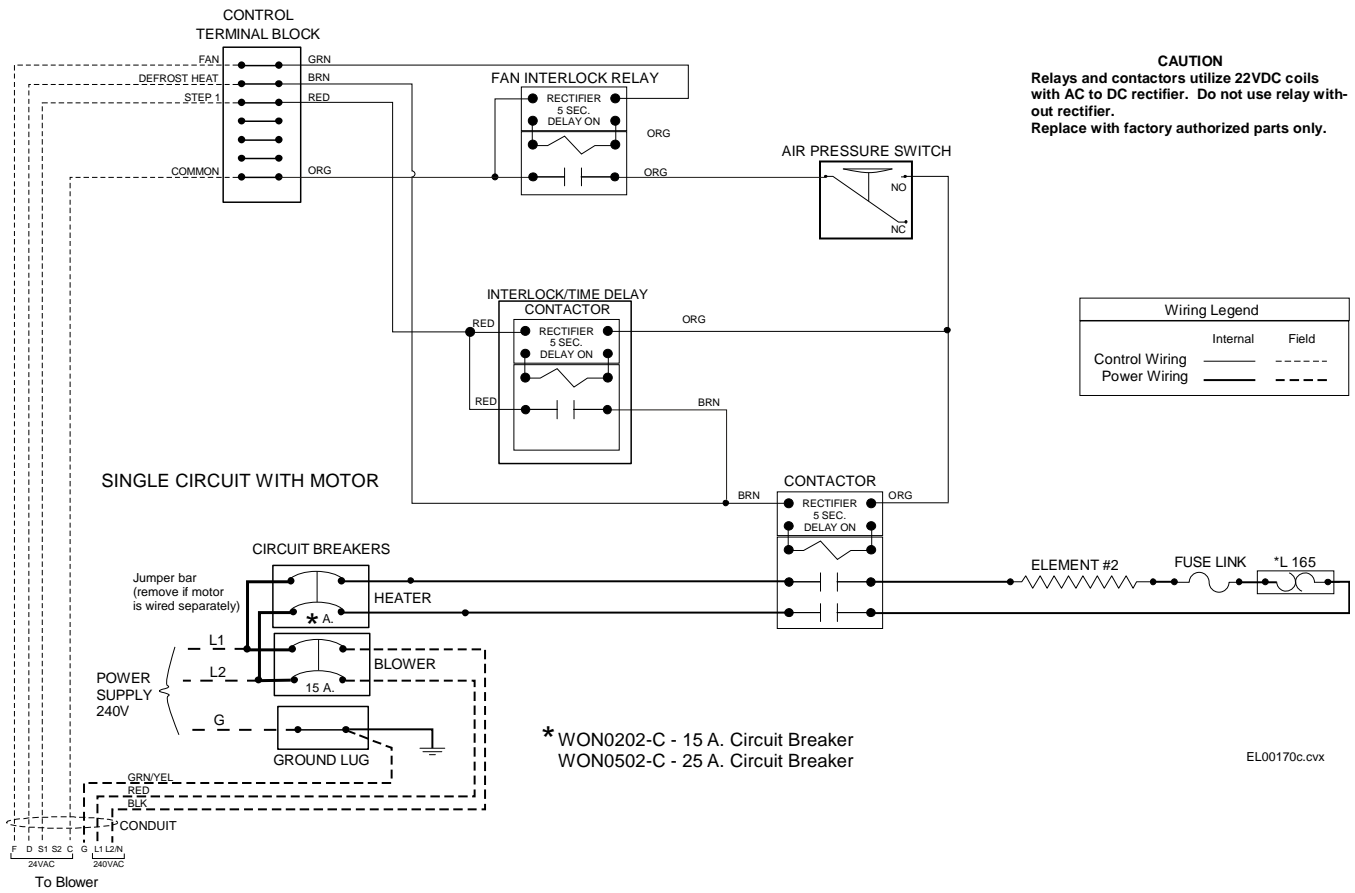 CONTROL
TERMINAL BLOCK
FAN
GRN
DEFROST HEAT
BRN
STEP 1
RED
COMMON
ORG
FAN INTERLOCK RELAY
RECTIFIER
5 SEC.
DELAY ON
ORG
ORG
AIR PRESSURE SWITCH
NO
NC
CAUTION
Relays and contactors utilize 22VDC coils
with AC to DC rectifier. Do not use relay with-
out rectifier.
Replace with factory authorized parts only.
INTERLOCK/TIME DELAY
CONTACTOR
RED
RECTIFIER
5 SEC.
DELAY ON
ORG
RED
BRN
Wiring Legend
Internal Field
Control Wiring
Power Wiring
SINGLE CIRCUIT WITH MOTOR
CONTACTOR
BRN
RECTIFIER
5 SEC.
DELAY ON
ORG
CIRCUIT BREAKERS
Jumper bar
(remove if motor
is wired separately)
HEATER
* A.
ELEMENT #2
FUSE LINK
*L 165
L1
BLOWER
L2
15 A.
POWER
SUPPLY
240V
G
GROUND LUG
* WON0202-C - 15 A. Circuit Breaker
WON0502-C - 25 A. Circuit Breaker
EL00170c.cvx
GRN/YEL
RED
BLK
CONDUIT
F D S1 S2 C G L1 L2/N
24VAC 240VAC
To Blower